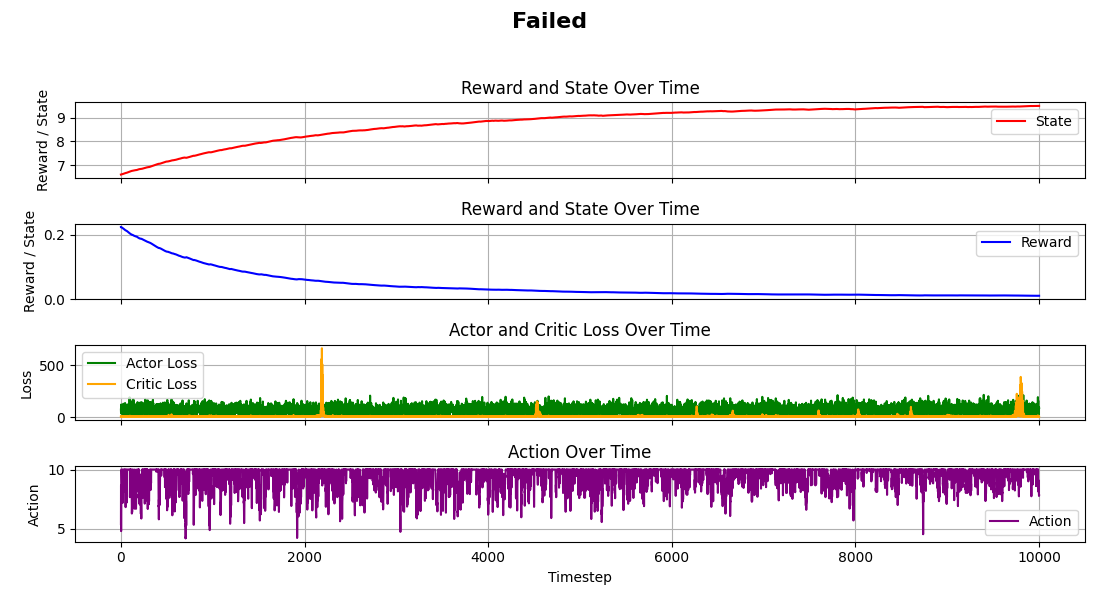 Failed
Reward and State Over Time
Reward / State
9
8
7
State
Reward and State Over Time
Reward / State
0.2
0.0
Reward
Actor and Critic Loss Over Time
Loss
500
0
Actor Loss
Critic Loss
Action Over Time
Action
10
5
Action
0 2000 4000 6000 8000 10000
Timestep